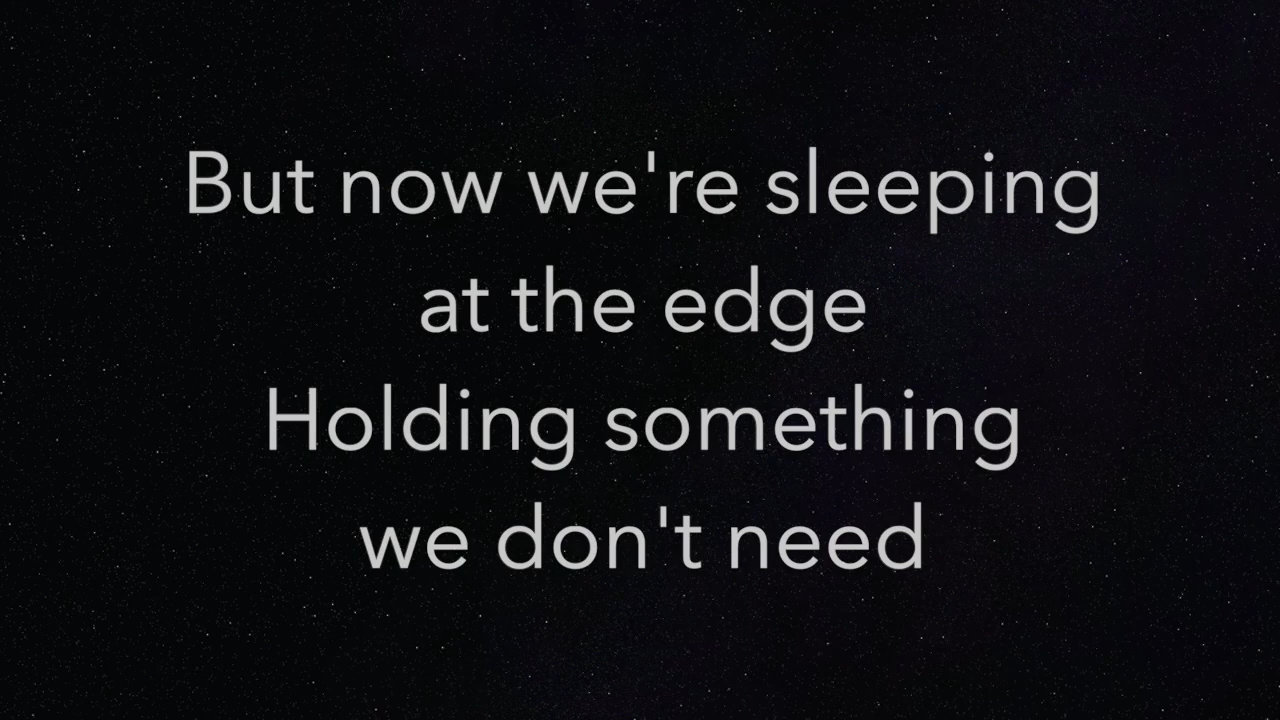 But now we're sleeping
at the edge
Holding something
we don't need